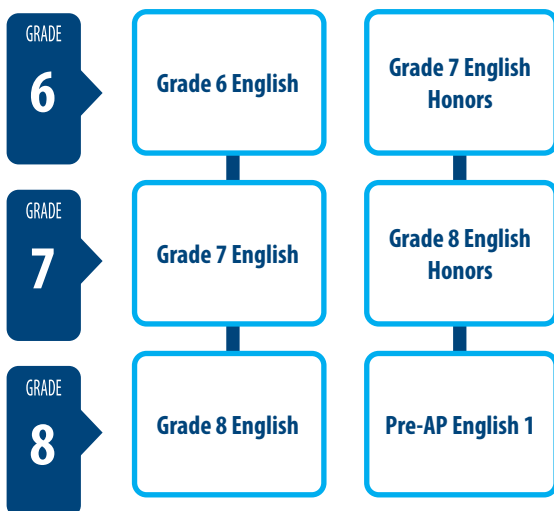 GRADE
6
Grade 6 English
Grade 7 English
Honors
GRADE
7
Grade 7 English
Grade 8 English
Honors
GRADE
8
Grade 8 English
Pre-AP English 1